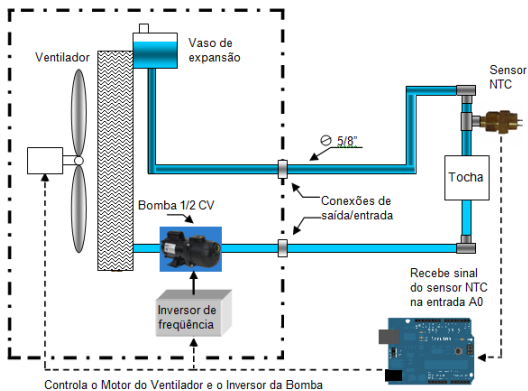 Vaso de
expansão
Ventilador
Sensor
NTC
⌀ 5/8"
Tocha
Conexões de
saída/entrada
Bomba 1/2 CV
Recebe sinal
do sensor NTC
na entrada A0
Inversor de
freqüência
Controla o Motor do Ventilador e o Inversor da Bomba